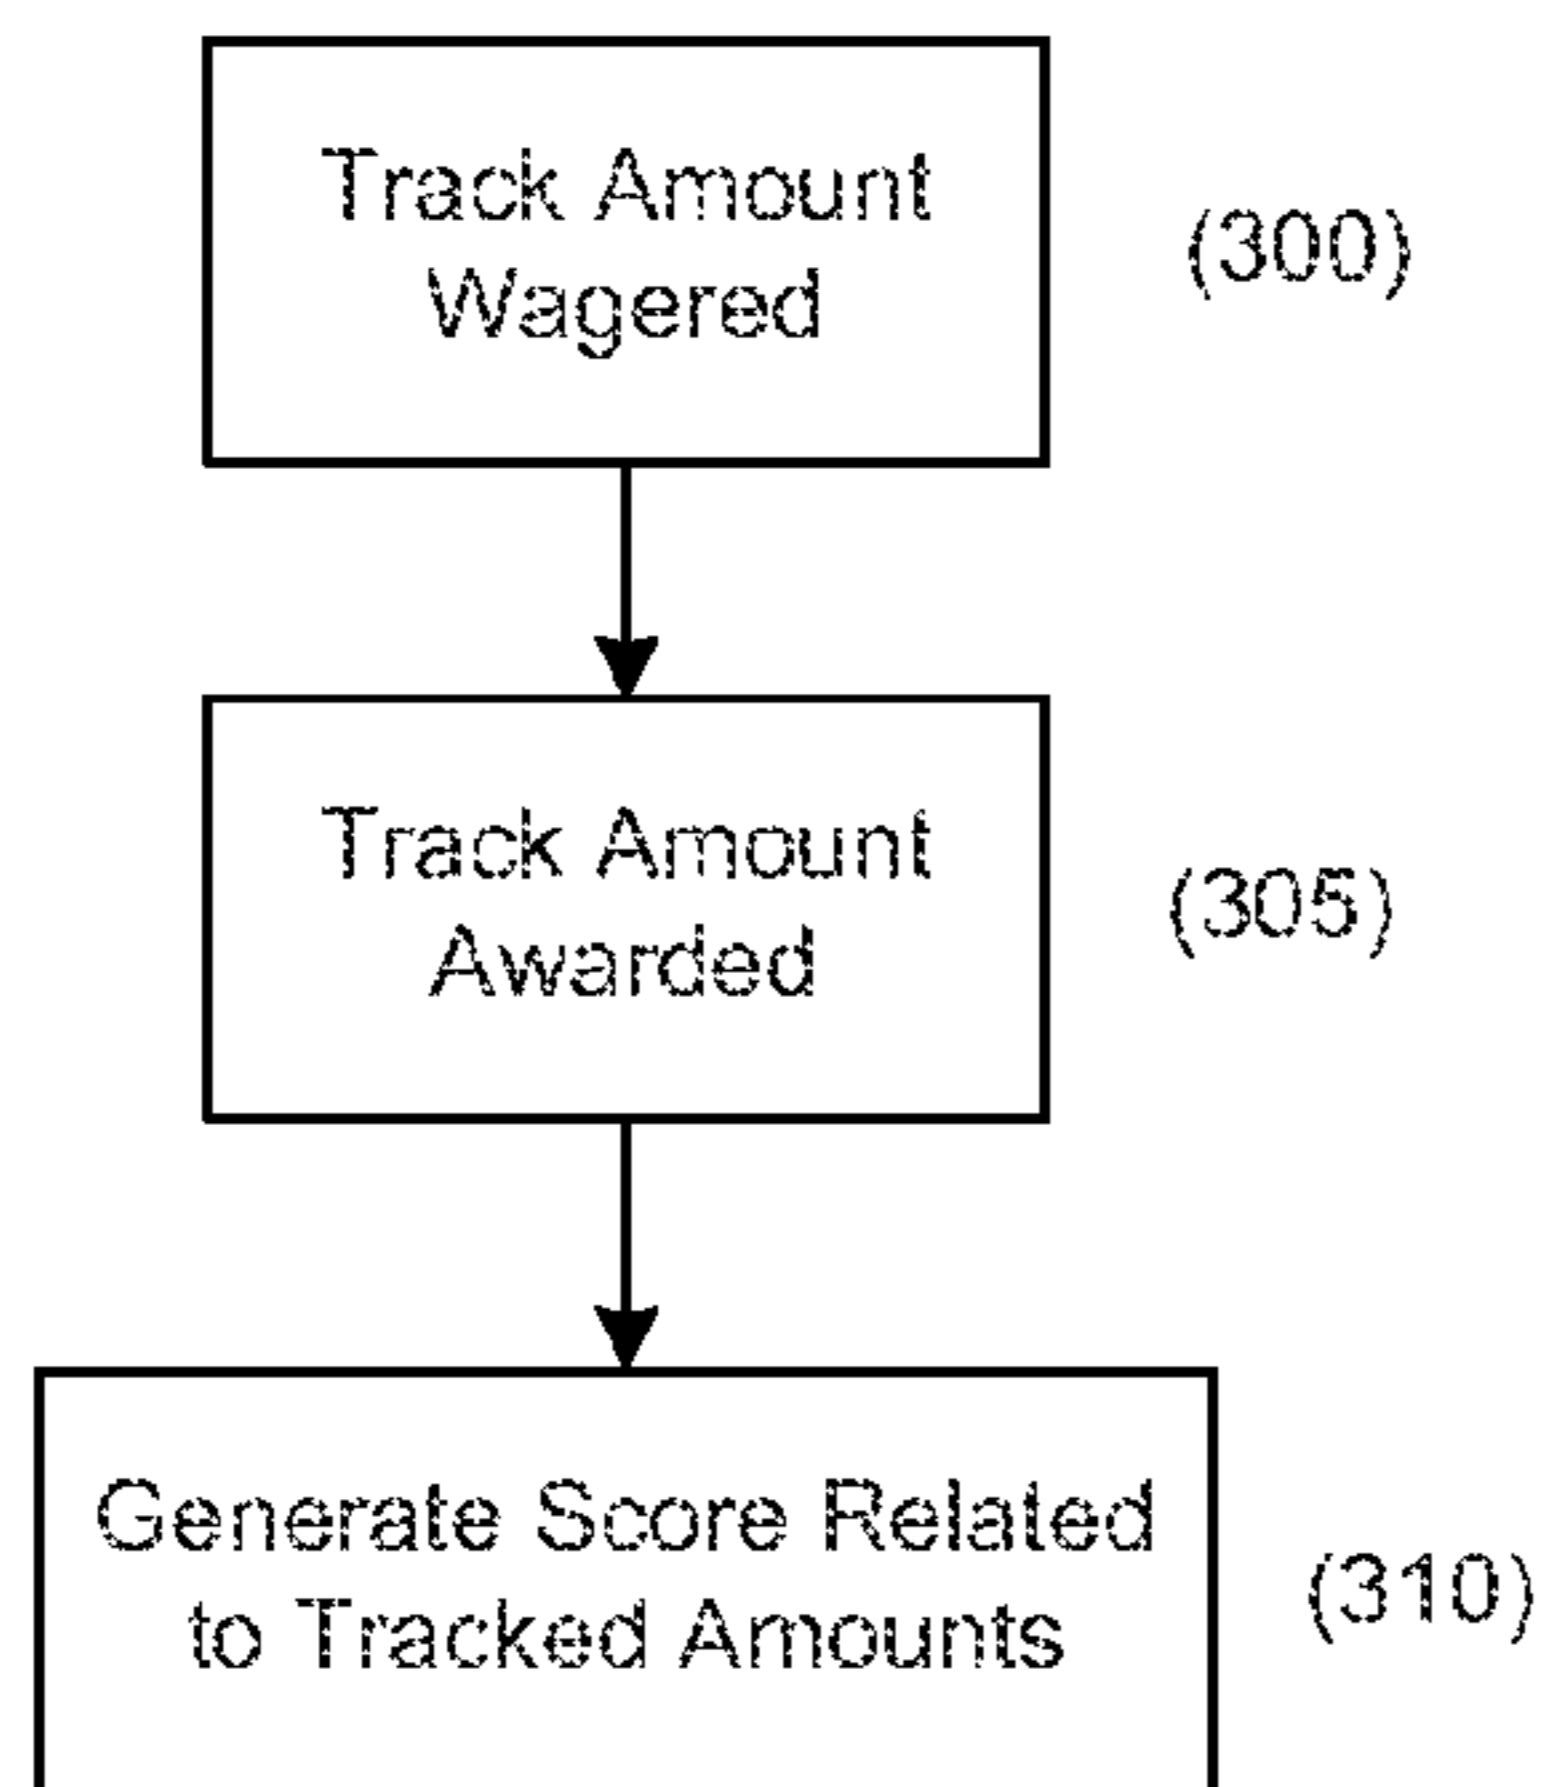 Track Amount
Wagered
(300)
Track Amount
Awarded
(305)
Generate Score Related
to Tracked Amounts
(310)